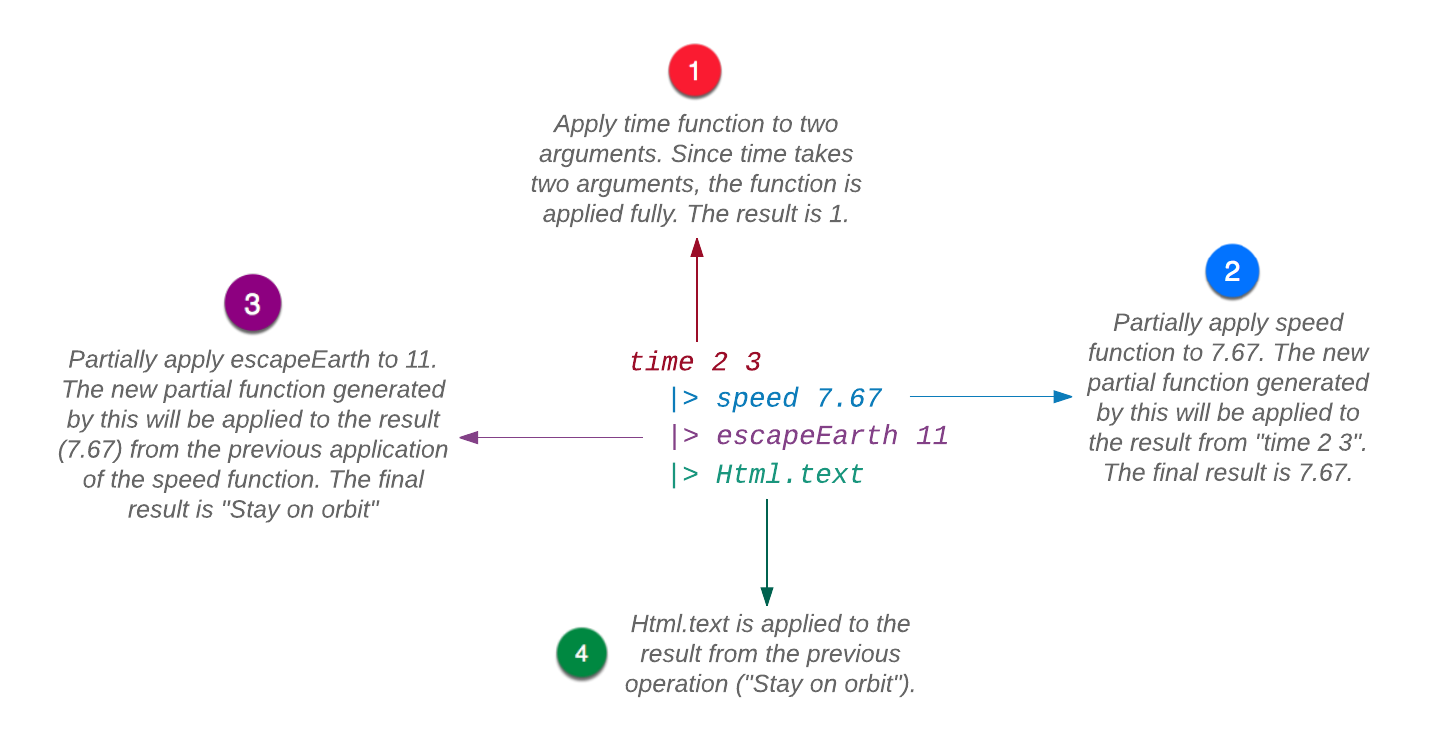 1
Apply time function to two
arguments. Since time takes
two arguments, the function is
applied fully. The result is 1.
2
Partially apply speed
function to 7.67. The new
partial function generated
by this will be applied to
the result from "time 2 3".
The final result is 7.67.
3
Partially apply escapeEarth to 11.
The new partial function generated
by this will be applied to the result
(7.67) from the previous application
of the speed function. The final
result is "Stay on orbit"
time 2 3
|> speed 7.67
|> escapeEarth 11
|> Html.text
4
Html.text is applied to the
result from the previous
operation ("Stay on orbit").